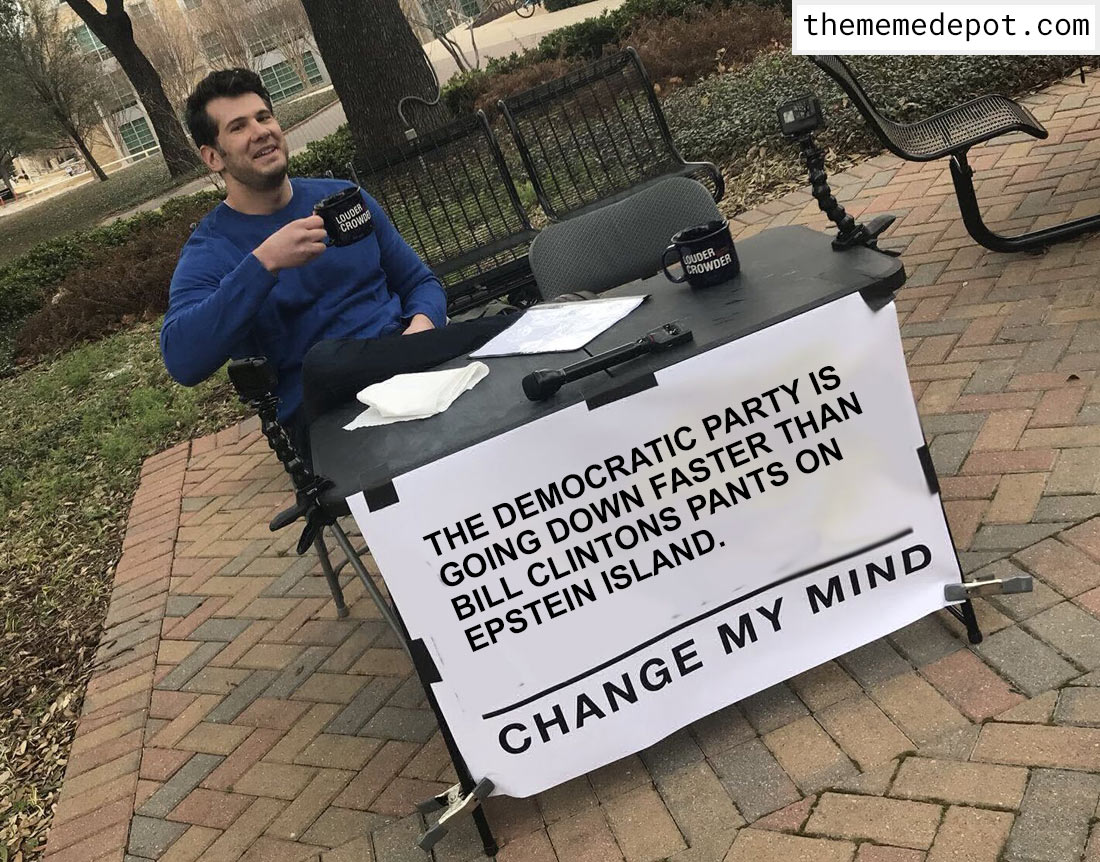 thememedepot.com
LOUDER
CROWDER
LOUDER
CROWDER
THE DEMOCRATIC PARTY IS
GOING DOWN FASTER THAN
BILL CLINTONS PANTS ON
EPSTEIN ISLAND.
CHANGE MY MIND